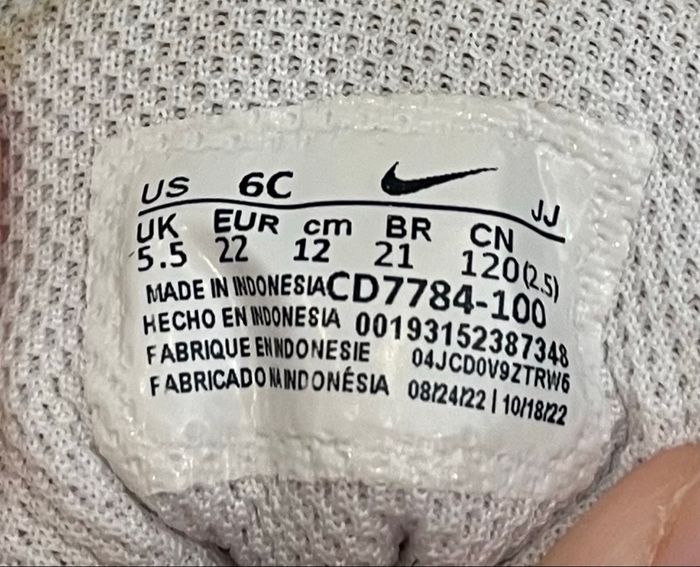 US 6C
JJ
UK EUR cm BR CN
5.5 22 12 21 120(2.5)
MADE IN INDONESIA CD7784-100
HECHO EN INDONESIA 00193152387348
FABRIQUE EN INDONESIE 04JCD0V9ZTRW6
FABRICADO NA INDONÉSIA 08/24/22 | 10/18/22